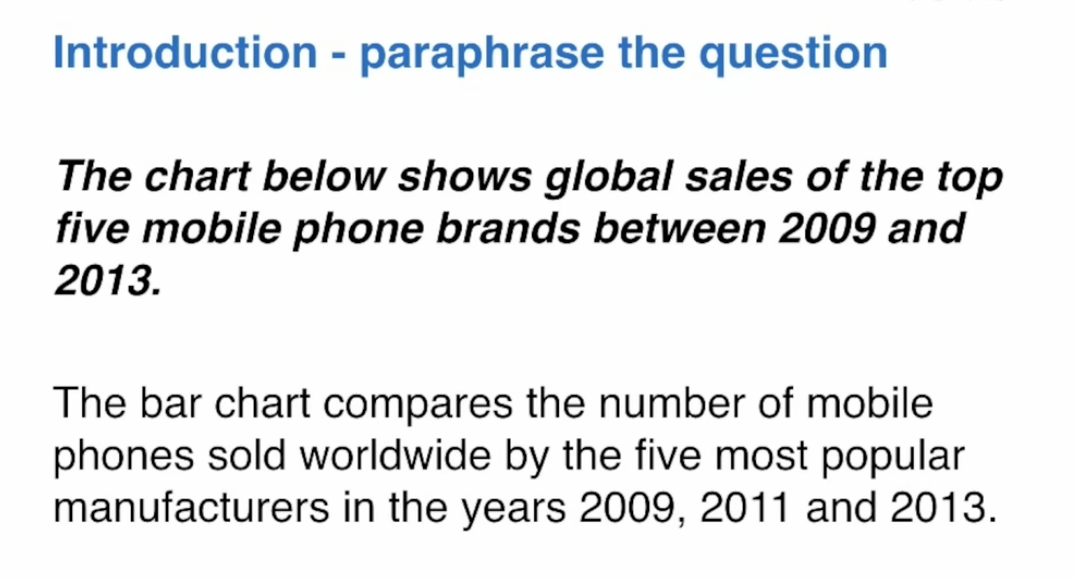 Introduction - paraphrase the question
The chart below shows global sales of the top
five mobile phone brands between 2009 and
2013.
The bar chart compares the number of mobile
phones sold worldwide by the five most popular
manufacturers in the years 2009, 2011 and 2013.